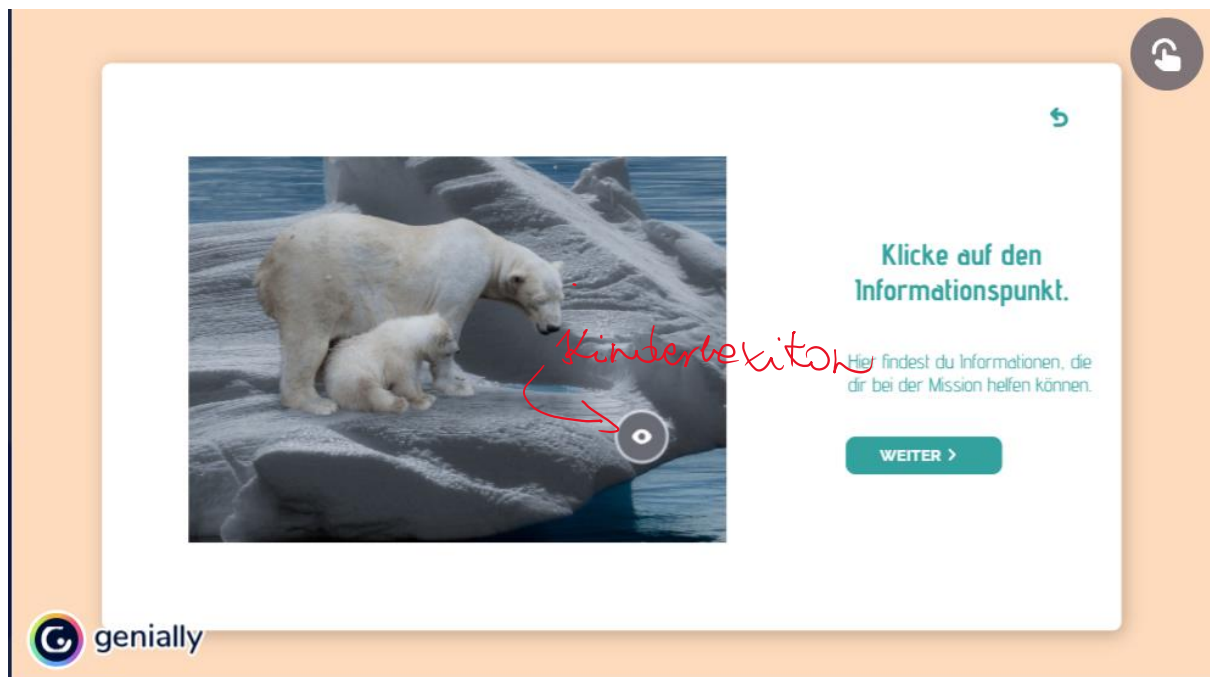 Klicke auf den
Informationspunkt.
Kinderlexikon
Hier findest du Informationen, die
dir bei der Mission helfen können.
WEITER >
genially